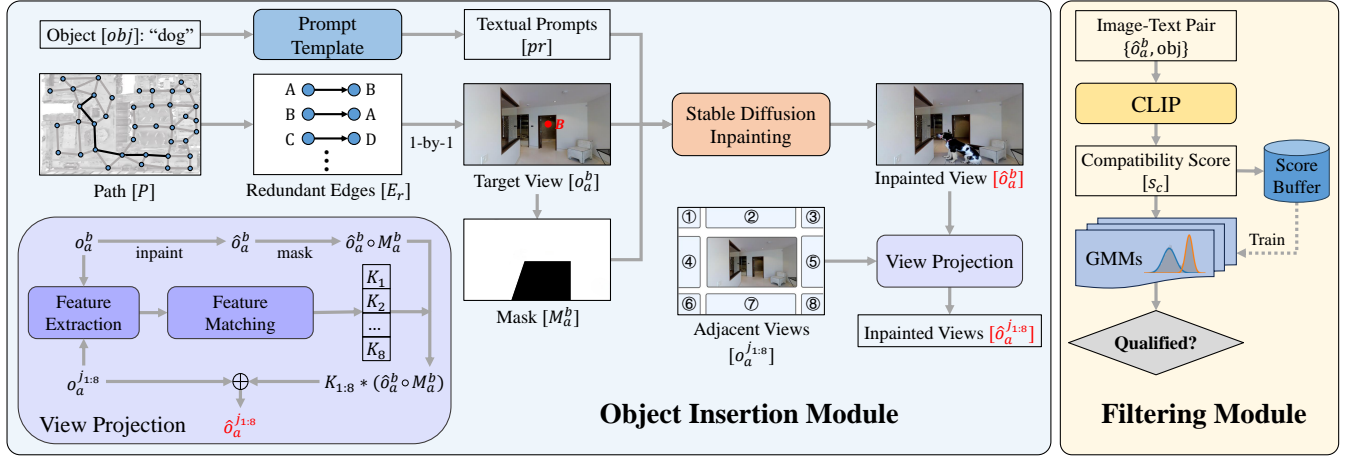 Object [obj]: “dog”
Prompt
Template
Textual Prompts
[pr]
A
B
B
A
C
D
1-by-1
Path [P]
Redundant Edges [E_r]
B
Target View [o_a^b]
Stable Diffusion
Inpainting
Inpainted View [ô_a^b]
Mask [M_a^b]
① ② ③
④ ⑤
⑥ ⑦ ⑧
Adjacent Views
[o_a^{j_{1:8}}]
View Projection
Inpainted Views [ô_a^{j_{1:8}}]
o_a^b
inpaint
ô_a^b
mask
ô_a^b∘M_a^b
Feature
Extraction
Feature
Matching
K_1
K_2
...
K_8
o_a^{j_{1:8}}
⊕
K_{1:8} * (ô_a^b∘M_a^b)
View Projection
ô_a^{j_{1:8}}
Object Insertion Module
Image-Text Pair
{ô_a^b, obj}
CLIP
Compatibility Score
[s_c]
Score
Buffer
Train
GMMs
Qualified?
Filtering Module